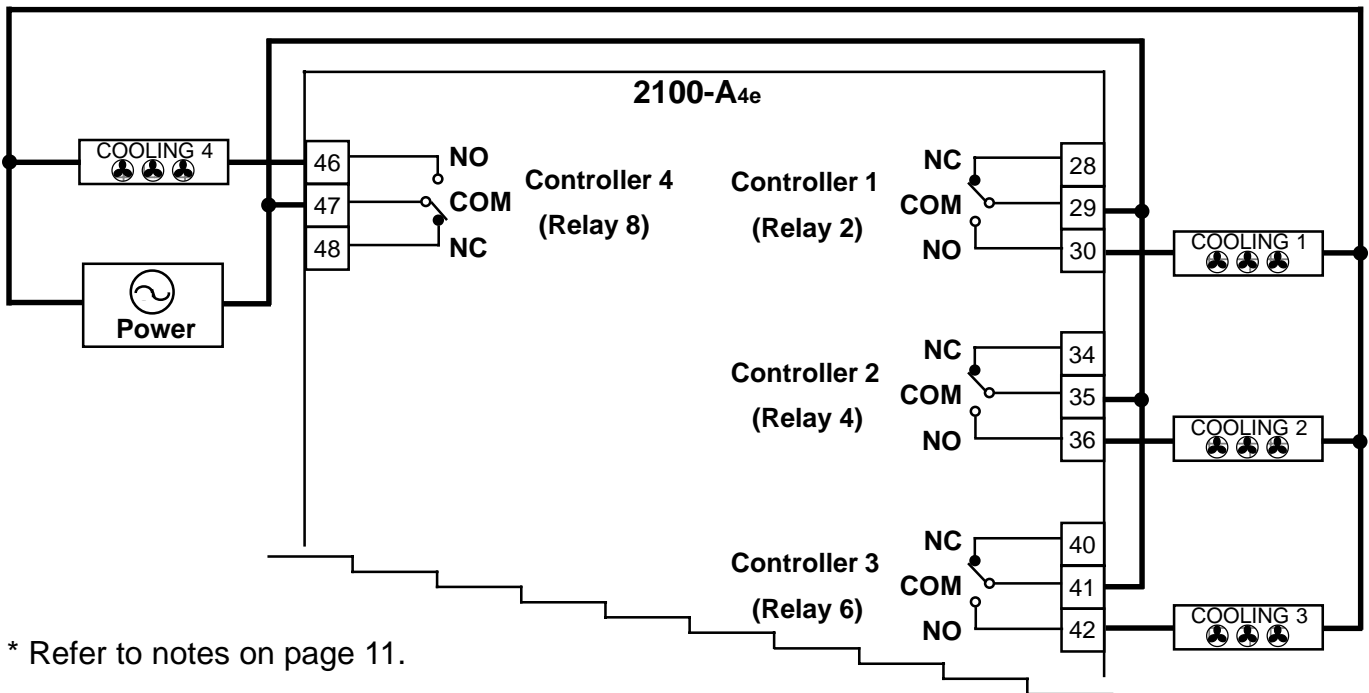 2100-A4e
COOLING 4
46
47
48
NO
COM
NC
Controller 4
(Relay 8)
Power
Controller 1
(Relay 2)
NC
COM
NO
28
29
30
COOLING 1
Controller 2
(Relay 4)
NC
COM
NO
34
35
36
COOLING 2
Controller 3
(Relay 6)
NC
COM
NO
40
41
42
COOLING 3
* Refer to notes on page 11.